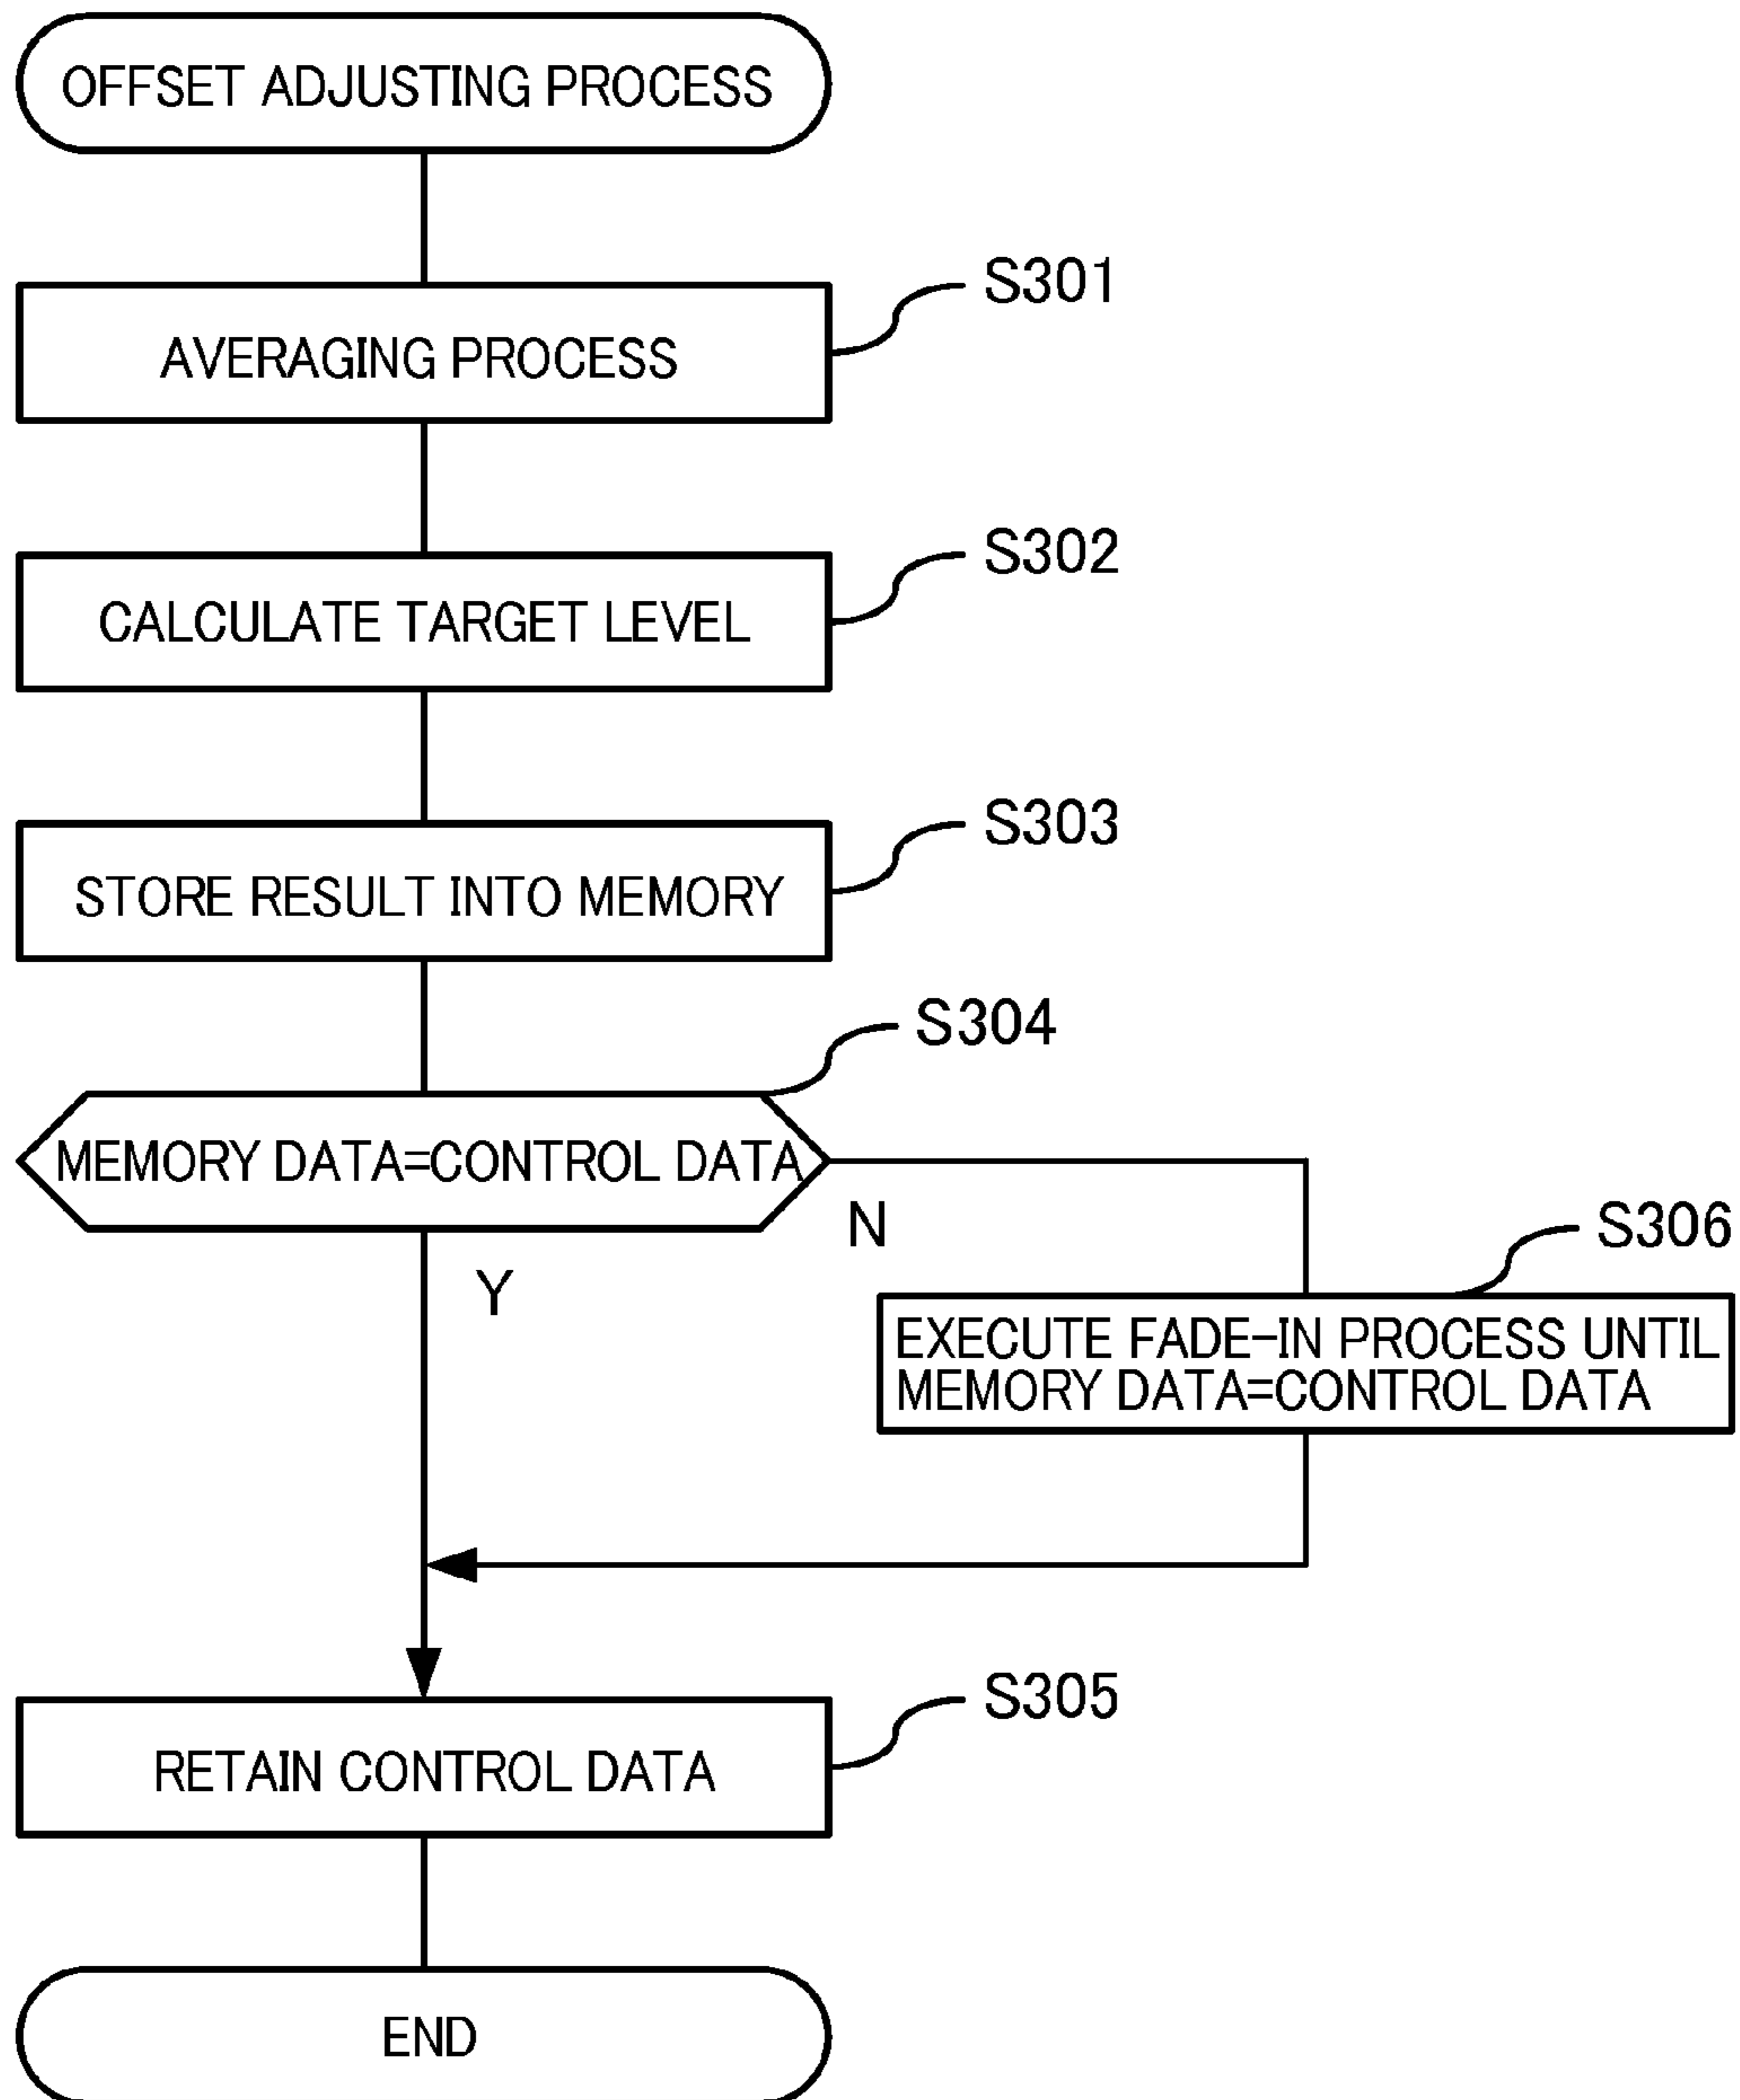 OFFSET ADJUSTING PROCESS
S301
AVERAGING PROCESS
S302
CALCULATE TARGET LEVEL
S303
STORE RESULT INTO MEMORY
S304
MEMORY DATA=CONTROL DATA
N
Y
S306
EXECUTE FADE-IN PROCESS UNTIL
MEMORY DATA=CONTROL DATA
S305
RETAIN CONTROL DATA
END